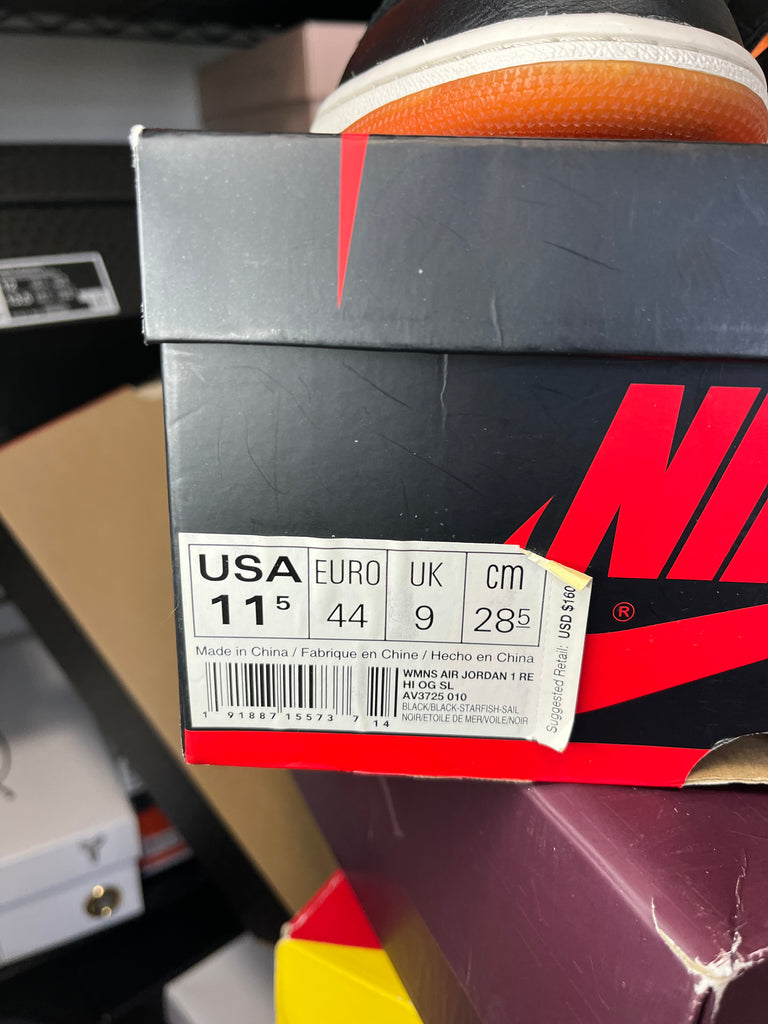 NI
®
USA EURO UK cm
11⁵ 44 9 28⁵
Made in China / Fabrique en Chine / Hecho en China
WMNS AIR JORDAN 1 RE
HI OG SL
AV3725 010
BLACK/BLACK-STARFISH-SAIL
NOIR/ETOILE DE MER/VOILE/NOIR
1 91887 15573 7 14
Suggested Retail: USD $160